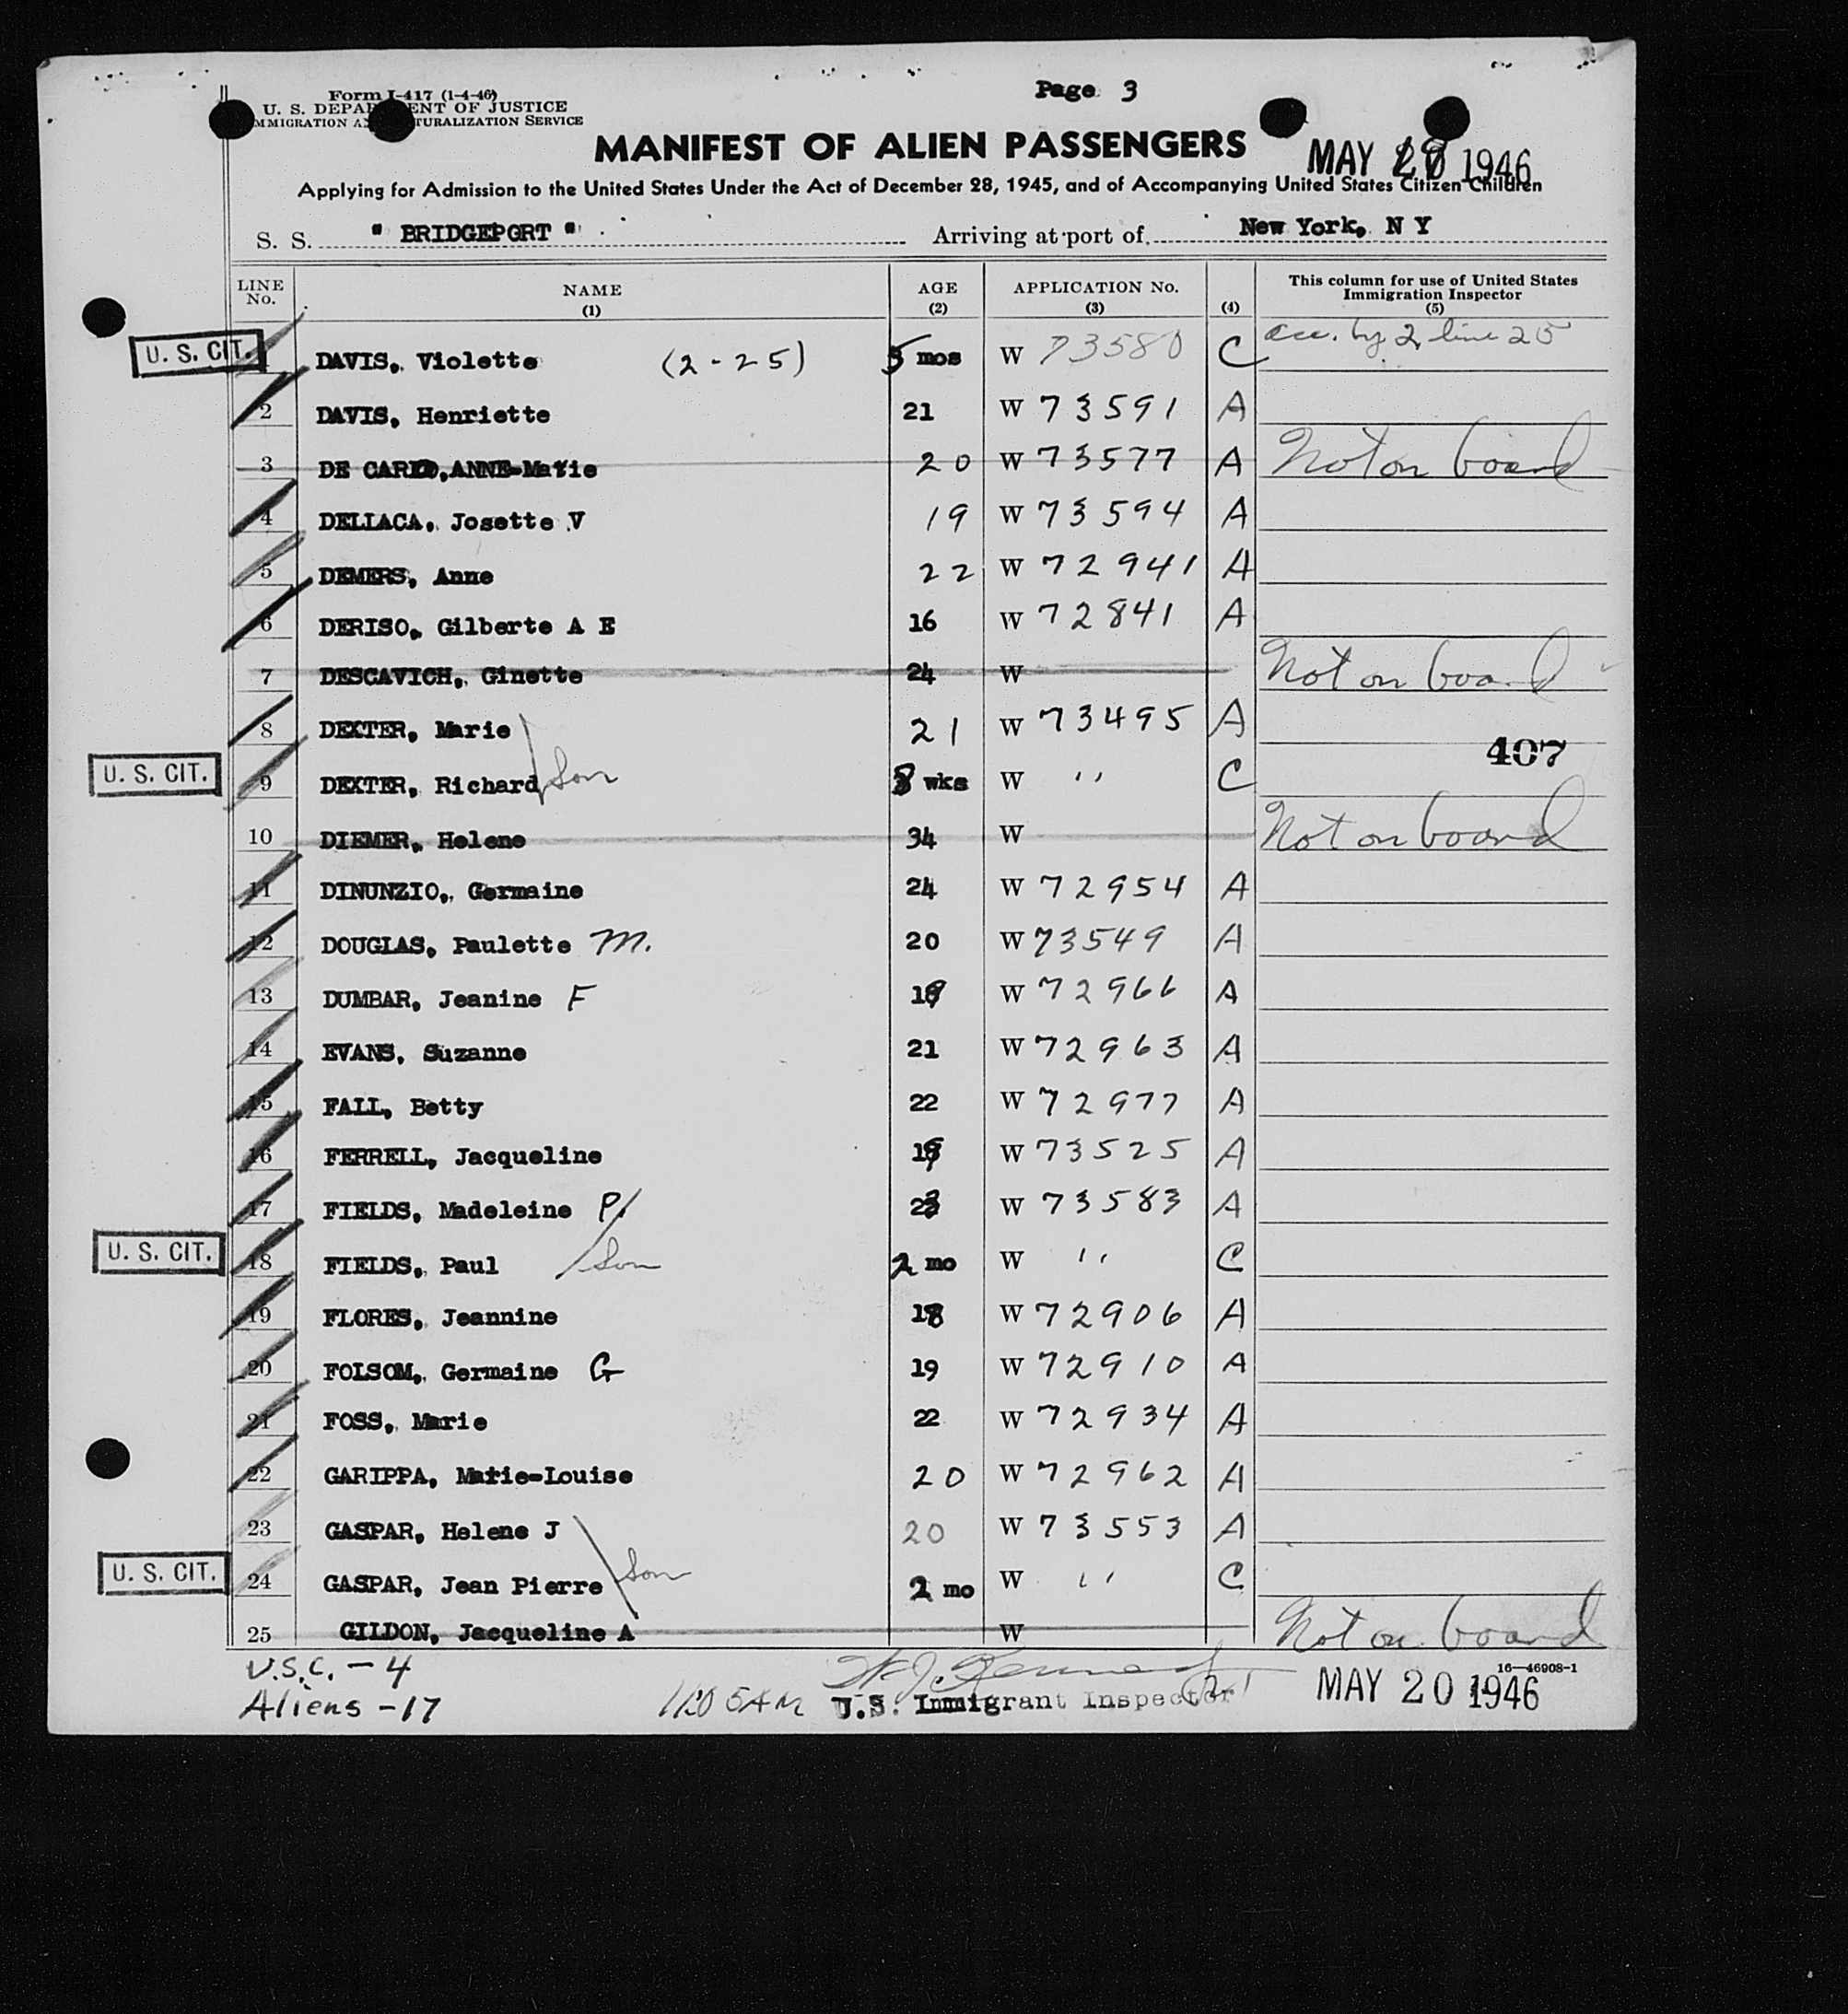 Form I-417 (1-4-46)
U. S. DEPAR ENT OF JUSTICE
MMIGRATION A TURALIZATION SERVICE
Page 3
MANIFEST OF ALIEN PASSENGERS
MAY 1946
Applying for Admission to the United States Under the Act of December 28, 1945, and of Accompanying United States Citizen Children
S. S. " BRIDGEPORT " Arriving at port of New York, N Y
LINE No. NAME (1) AGE (2) APPLICATION No. (3) (4) This column for use of United States Immigration Inspector (5)
U. S. CIT. 1 DAVIS, Violette (2-25) 5 mos W 73580 C acc. by 2, line 25
2 DAVIS, Henriette 21 W 73591 A
3 DE CARLO, ANNE-Marie 20 W 73577 A Not on board
4 DELIACA, Josette V 19 W 73594 A
5 DEMERS, Anne 22 W 72941 A
6 DERISO, Gilberte A E 16 W 72841 A
7 DESCAVICH, Ginette 24 W Not on board
8 DEXTER, Marie 21 W 73495 A
407
U. S. CIT. 9 DEXTER, Richard Son 8 wks W '' C
10 DIEMER, Helene 34 W Not on board
11 DINUNZIO, Germaine 24 W 72954 A
12 DOUGLAS, Paulette M. 20 W 73549 A
13 DUMBAR, Jeanine F 19 W 72966 A
14 EVANS, Suzanne 21 W 72963 A
15 FALL, Betty 22 W 72977 A
16 FERRELL, Jacqueline 19 W 73525 A
17 FIELDS, Madeleine P. 23 W 73583 A
U. S. CIT. 18 FIELDS, Paul Son 2 mo W '' C
19 FLORES, Jeannine 18 W 72906 A
20 FOLSOM, Germaine G 19 W 72910 A
21 FOSS, Marie 22 W 72934 A
22 GARIPPA, Marie-Louise 20 W 72962 A
23 GASPAR, Helene J 20 W 73553 A
U. S. CIT. 24 GASPAR, Jean Pierre Son 2 mo W '' C
25 GILDON, Jacqueline A W Not on board
U.S.C. - 4
16—46908-1
Aliens - 17
U.S. Immigrant Inspector
MAY 20 1946